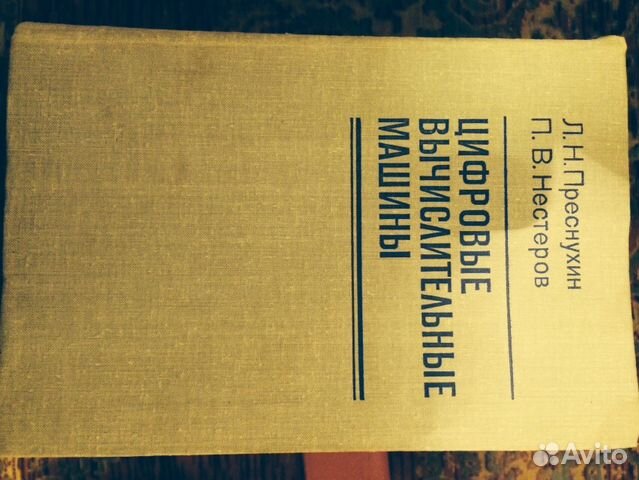 Л.Н.Преснухин
П.В.Нестеров
ЦИФРОВЫЕ
ВЫЧИСЛИТЕЛЬНЫЕ
МАШИНЫ
Avito